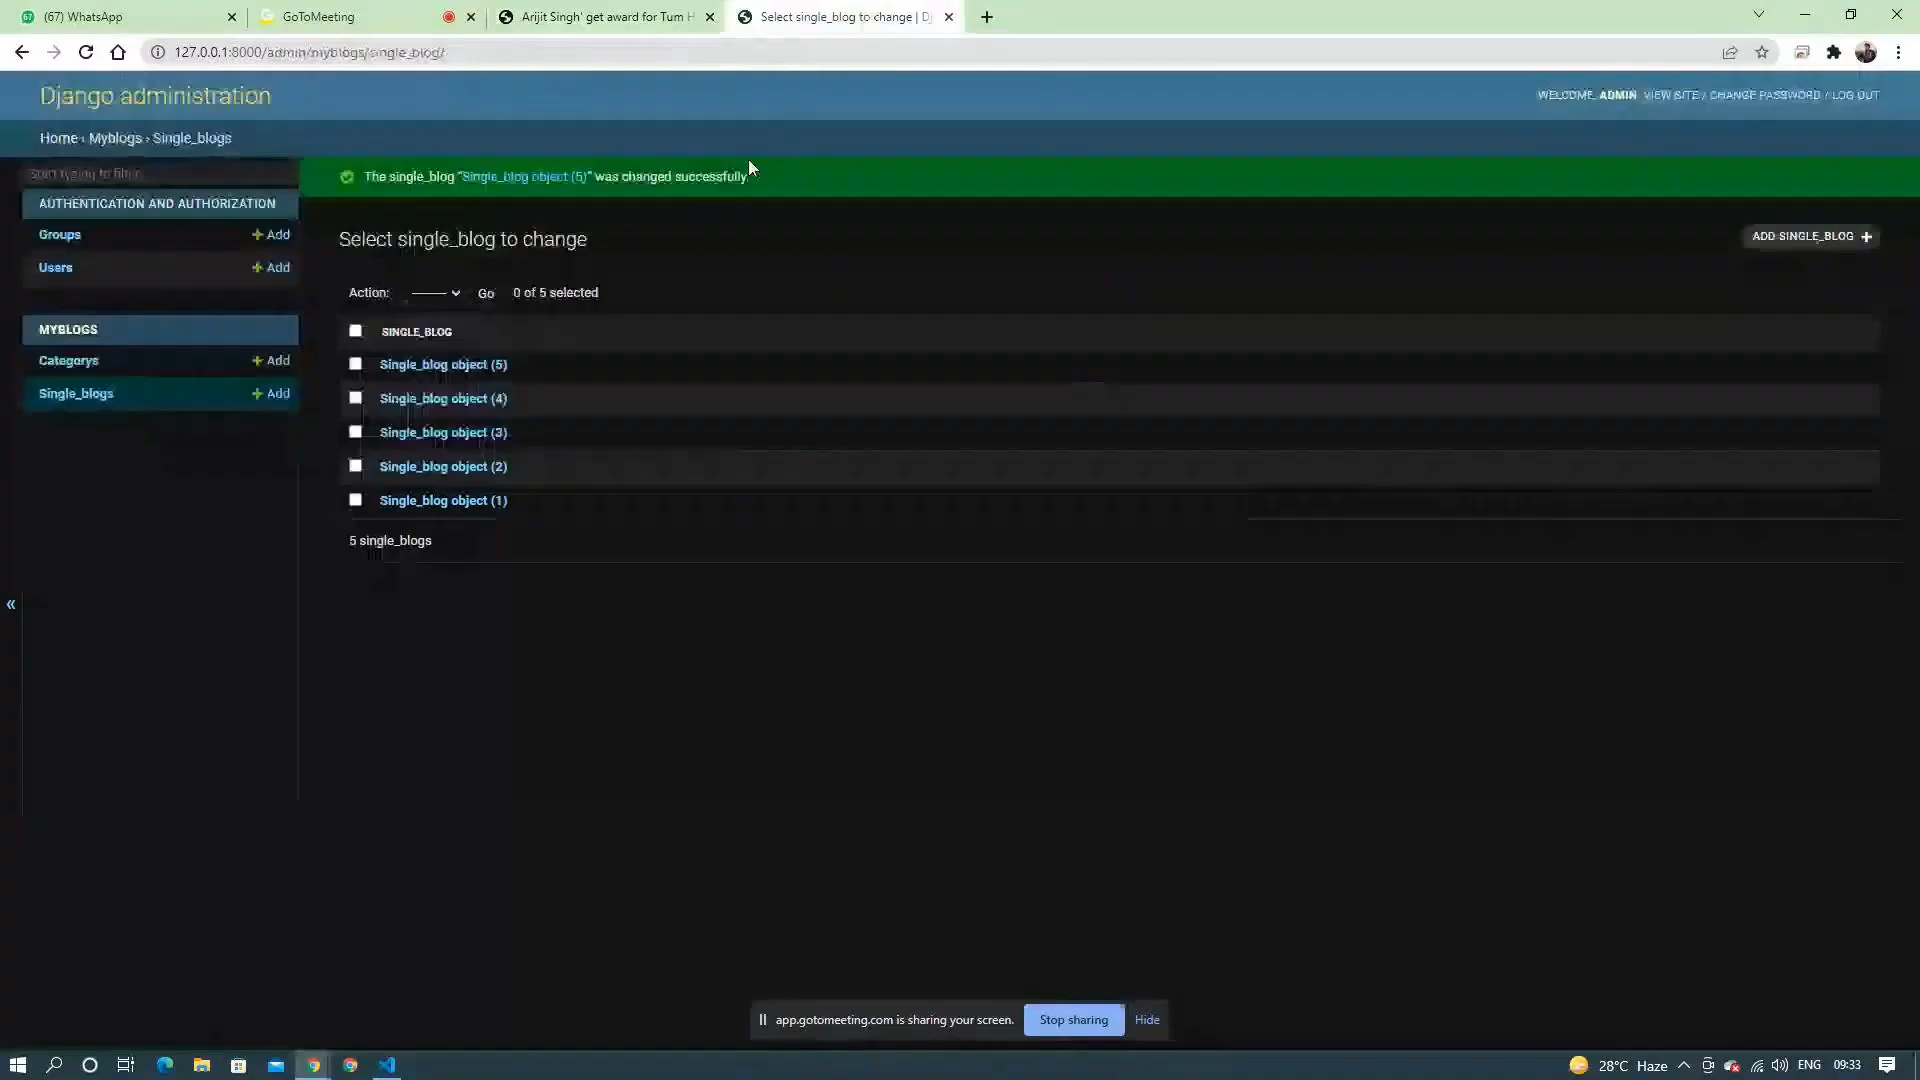 (67) WhatsApp
GoToMeeting
Arijit Singh' get award for Tum H
Select single_blog to change | Dj
127.0.0.1:8000/admin/myblogs/single_blog/
Django administration
WELCOME, ADMIN. VIEW SITE / CHANGE PASSWORD / LOG OUT
Home › Myblogs › Single_blogs
Start typing to filter...
The single_blog "Single_blog object (5)" was changed successfully.
AUTHENTICATION AND AUTHORIZATION
Groups + Add
Users + Add
MYBLOGS
Categorys + Add
Single_blogs + Add
Select single_blog to change
ADD SINGLE_BLOG +
Action: --------- Go 0 of 5 selected
SINGLE_BLOG
Single_blog object (5)
Single_blog object (4)
Single_blog object (3)
Single_blog object (2)
Single_blog object (1)
5 single_blogs
«
app.gotomeeting.com is sharing your screen. Stop sharing Hide
28°C Haze ENG 09:33